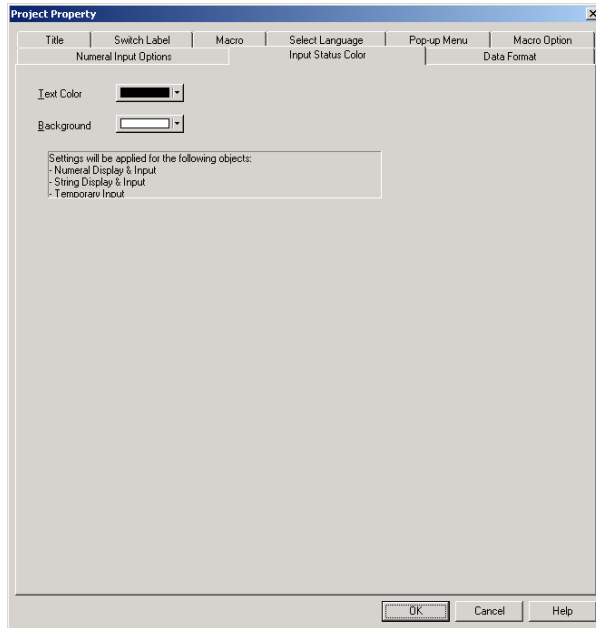 Project Property
Title Switch Label Macro Select Language Pop-up Menu Macro Option
Numeral Input Options Input Status Color Data Format
Text Color
Background
Settings will be applied for the following objects:
- Numeral Display & Input
- String Display & Input
- Temporary Input
OK Cancel Help